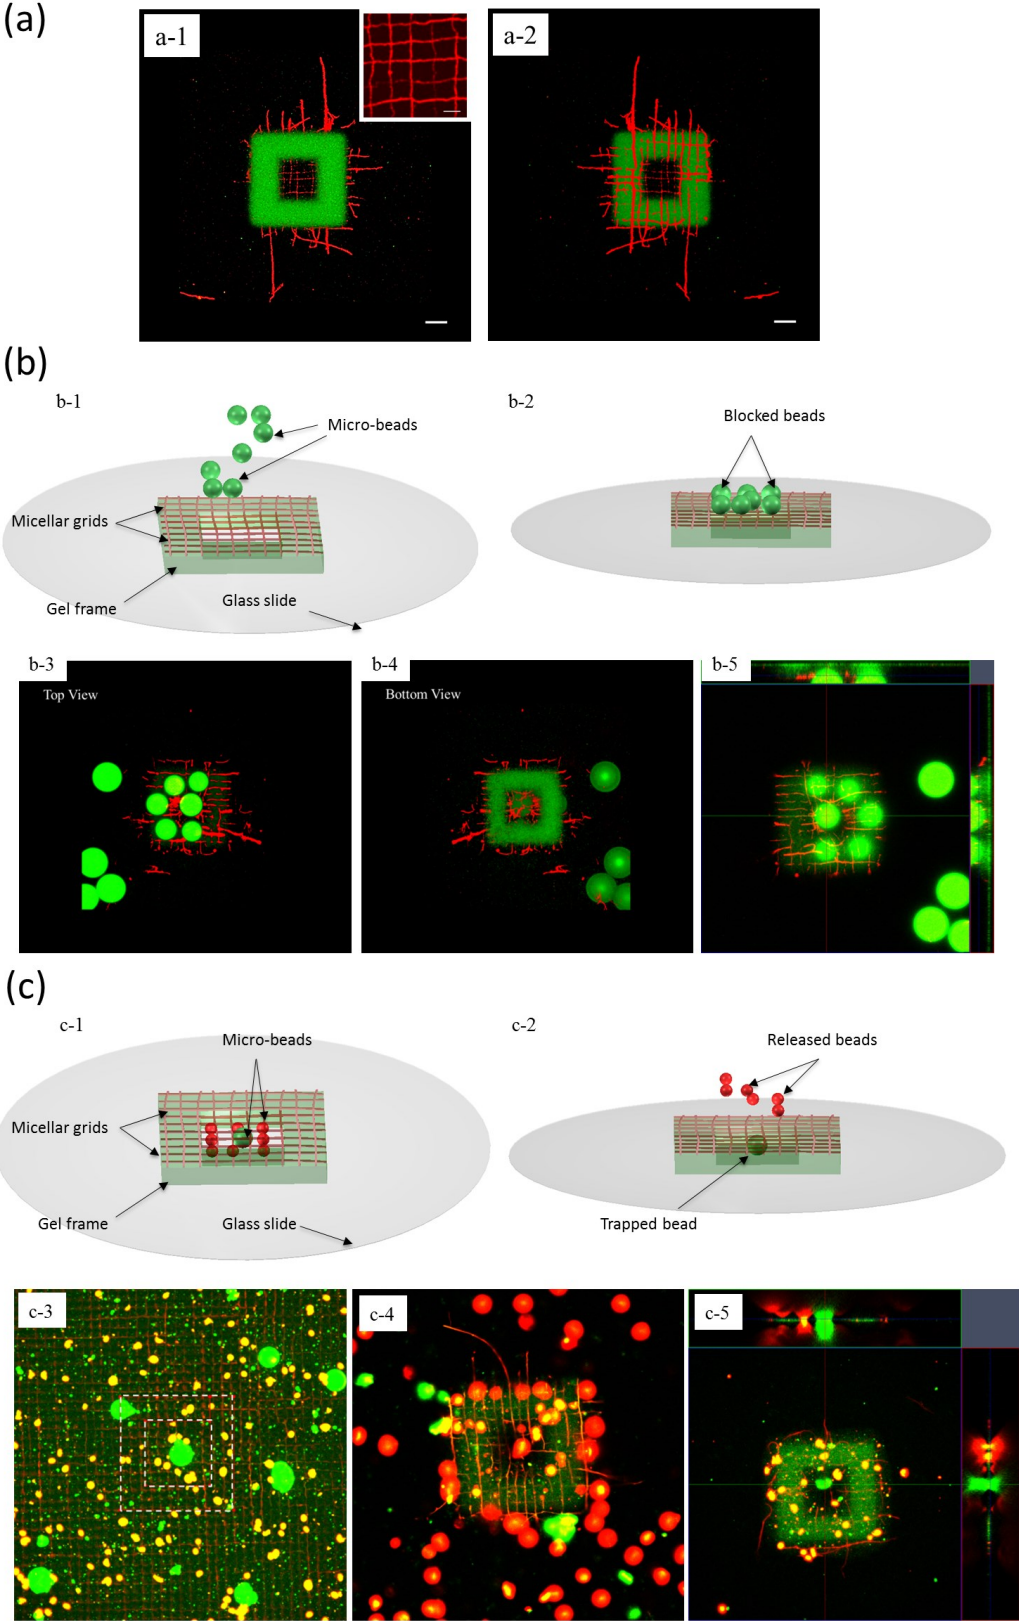 (a)
a-1
a-2
(b)
b-1
b-2
Micro-beads
Blocked beads
Micellar grids
Gel frame
Glass slide
b-3
b-4
b-5
Top View
Bottom View
(c)
c-1
c-2
Micro-beads
Released beads
Micellar grids
Gel frame
Glass slide
Trapped bead
c-3
c-4
c-5